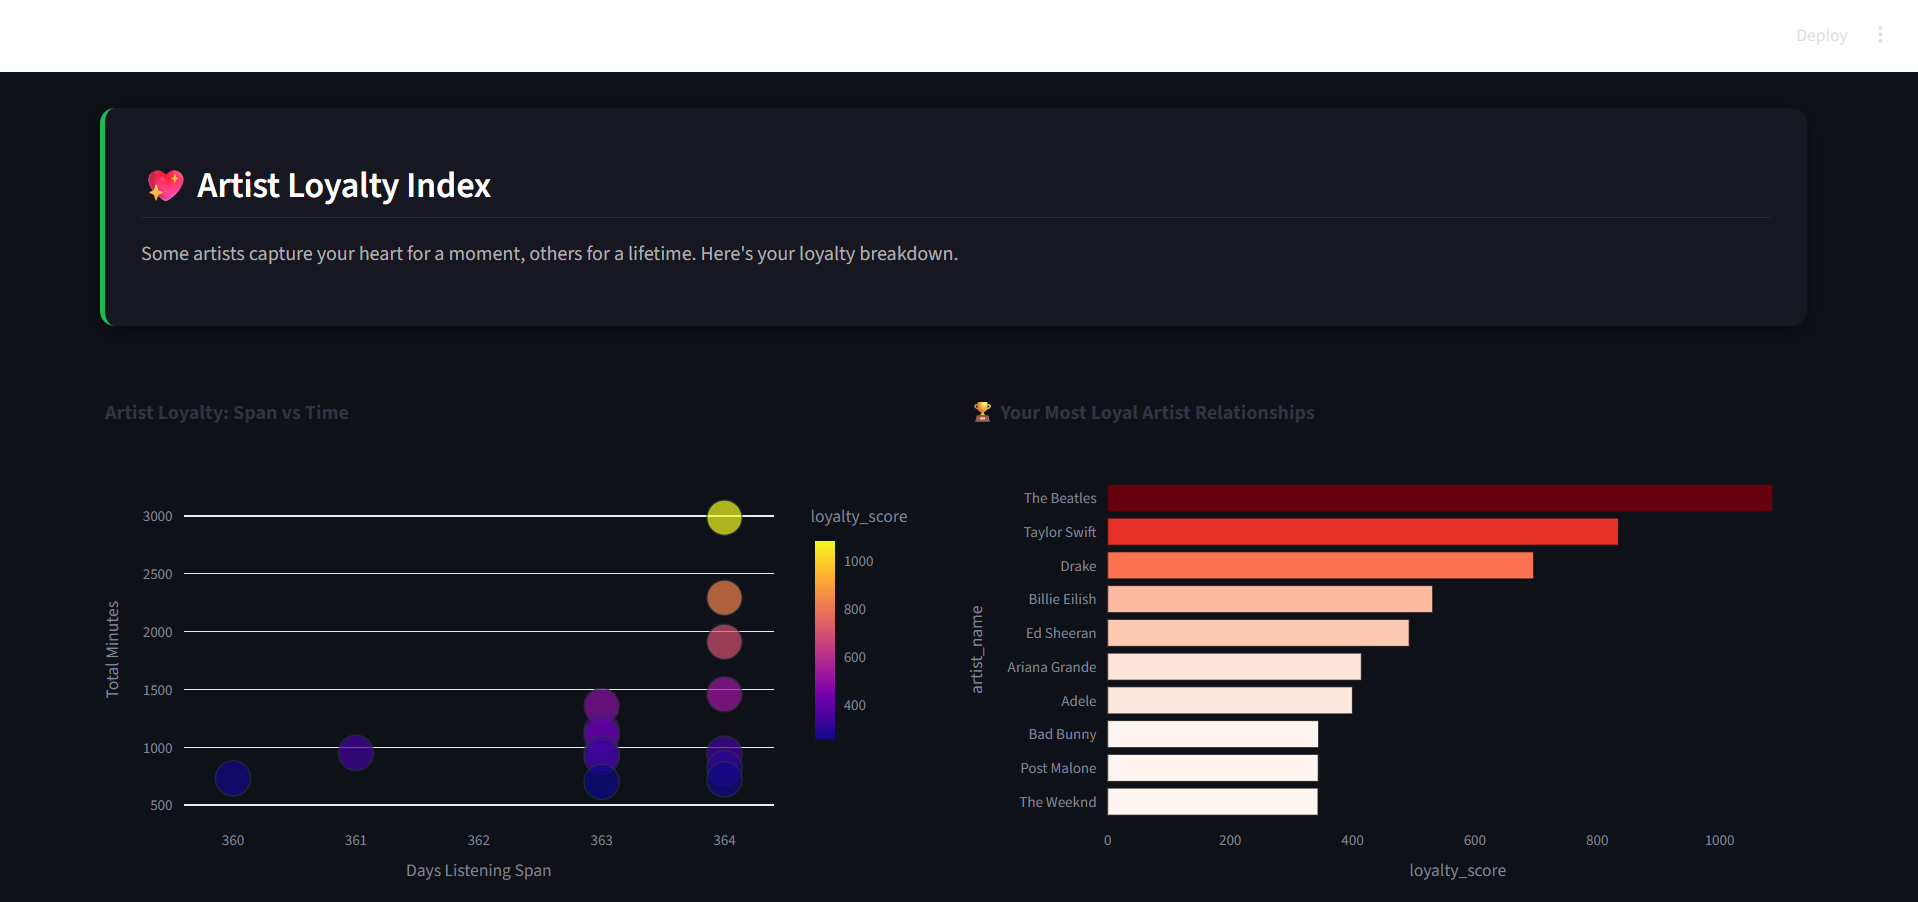 Deploy
💖 Artist Loyalty Index
Some artists capture your heart for a moment, others for a lifetime. Here's your loyalty breakdown.
Artist Loyalty: Span vs Time
3000
2500
2000
1500
1000
500
Total Minutes
360
361
362
363
364
Days Listening Span
loyalty_score
1000
800
600
400
🏆 Your Most Loyal Artist Relationships
The Beatles
Taylor Swift
Drake
Billie Eilish
Ed Sheeran
Ariana Grande
Adele
Bad Bunny
Post Malone
The Weeknd
artist_name
0
200
400
600
800
1000
loyalty_score